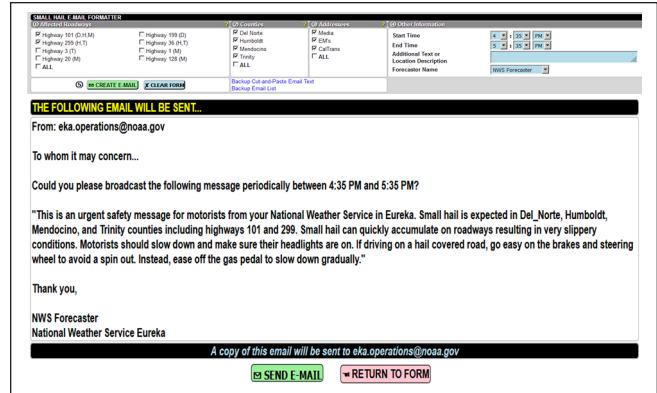 SMALL HAIL E-MAIL FORMATTER
Affected Roadways ? Counties ? Addressees ? Other Information
Highway 101 (D,H,M) Highway 199 (D) Del Norte Media Start Time 4 : 35 PM
Highway 299 (H,T) Highway 36 (H,T) Humboldt EM's End Time 5 : 35 PM
Highway 3 (T) Highway 1 (M) Mendocino CalTrans Additional Text or
Highway 20 (M) Highway 128 (M) Trinity ALL Location Description
ALL ALL Forecaster Name NWS Forecaster
CREATE E-MAIL X CLEAR FORM Backup Cut-and-Paste Email Text
Backup Email List
THE FOLLOWING EMAIL WILL BE SENT...
From: eka.operations@noaa.gov
To whom it may concern...
Could you please broadcast the following message periodically between 4:35 PM and 5:35 PM?
"This is an urgent safety message for motorists from your National Weather Service in Eureka. Small hail is expected in Del_Norte, Humboldt,
Mendocino, and Trinity counties including highways 101 and 299. Small hail can quickly accumulate on roadways resulting in very slippery
conditions. Motorists should slow down and make sure their headlights are on. If driving on a hail covered road, go easy on the brakes and steering
wheel to avoid a spin out. Instead, ease off the gas pedal to slow down gradually."
Thank you,
NWS Forecaster
National Weather Service Eureka
A copy of this email will be sent to eka.operations@noaa.gov
SEND E-MAIL RETURN TO FORM